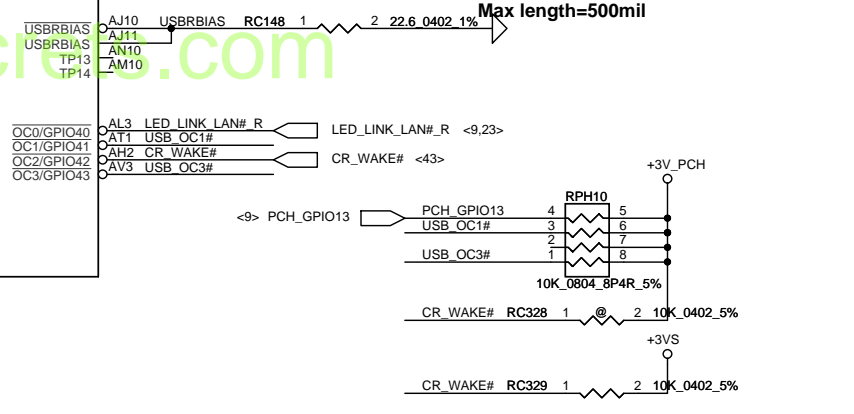 Max length=500mil
USBRBIAS AJ10 USBRBIAS RC148 1 2 22.6_0402_1%
USBRBIAS AJ11
TP13 AN10
TP14 AM10
crets.com
OC0/GPIO40 AL3 LED_LINK_LAN#_R LED_LINK_LAN#_R <9,23>
OC1/GPIO41 AT1 USB_OC1#
OC2/GPIO42 AH2 CR_WAKE# CR_WAKE# <43>
OC3/GPIO43 AV3 USB_OC3#
+3V_PCH
RPH10
<9> PCH_GPIO13 PCH_GPIO13 4 5
USB_OC1# 3 6
2 7
USB_OC3# 1 8
10K_0804_8P4R_5%
CR_WAKE# RC328 1 @ 2 10K_0402_5%
+3VS
CR_WAKE# RC329 1 2 10K_0402_5%